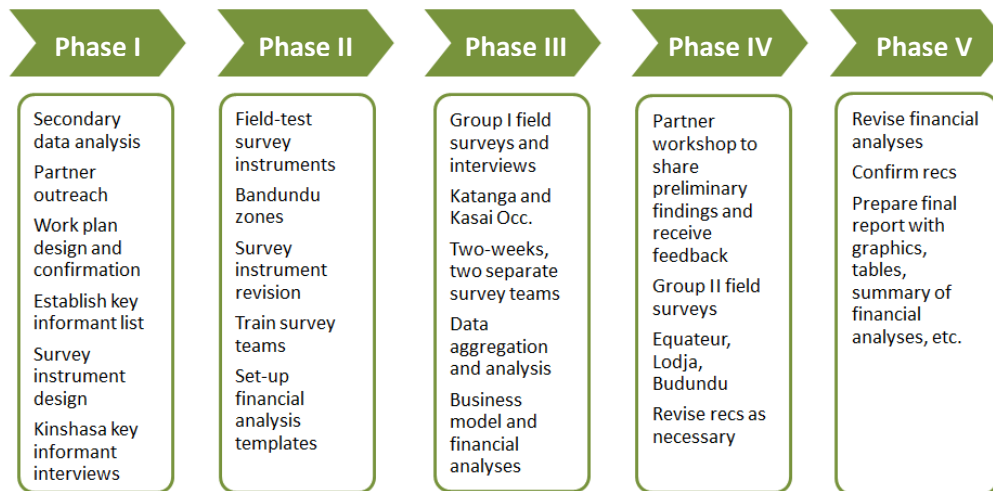 Phase I
Secondary
data analysis
Partner
outreach
Work plan
design and
confirmation
Establish key
informant list
Survey
instrument
design
Kinshasa key
informant
interviews
Phase II
Field-test
survey
instruments
Bandundu
zones
Survey
instrument
revision
Train survey
teams
Set-up
financial
analysis
templates
Phase III
Group I field
surveys and
interviews
Katanga and
Kasai Occ.
Two-weeks,
two separate
survey teams
Data
aggregation
and analysis
Business
model and
financial
analyses
Phase IV
Partner
workshop to
share
preliminary
findings and
receive
feedback
Group II field
surveys
Equateur,
Lodja,
Budundu
Revise recs as
necessary
Phase V
Revise financial
analyses
Confirm recs
Prepare final
report with
graphics,
tables,
summary of
financial
analyses, etc.